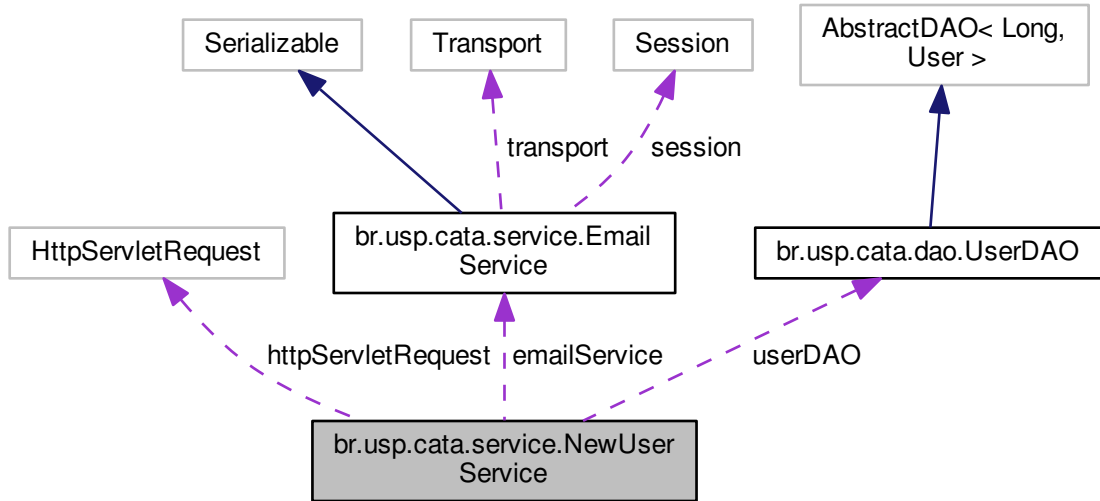 Serializable
Transport
Session
AbstractDAO< Long,
User >
transport
session
HttpServletRequest
br.usp.cata.service.Email
Service
br.usp.cata.dao.UserDAO
httpServletRequest
emailService
userDAO
br.usp.cata.service.NewUser
Service